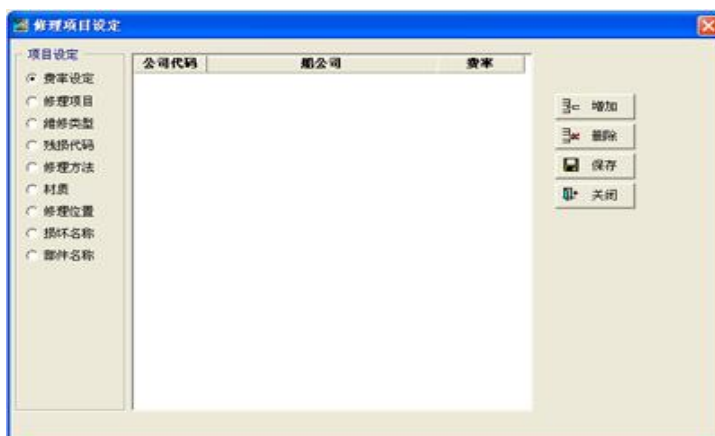 修理项目设定
项目设定
费率设定
修理项目
维修类型
残损代码
修理方法
材质
修理位置
损坏名称
部件名称
公司代码 船公司 费率
增加
删除
保存
关闭